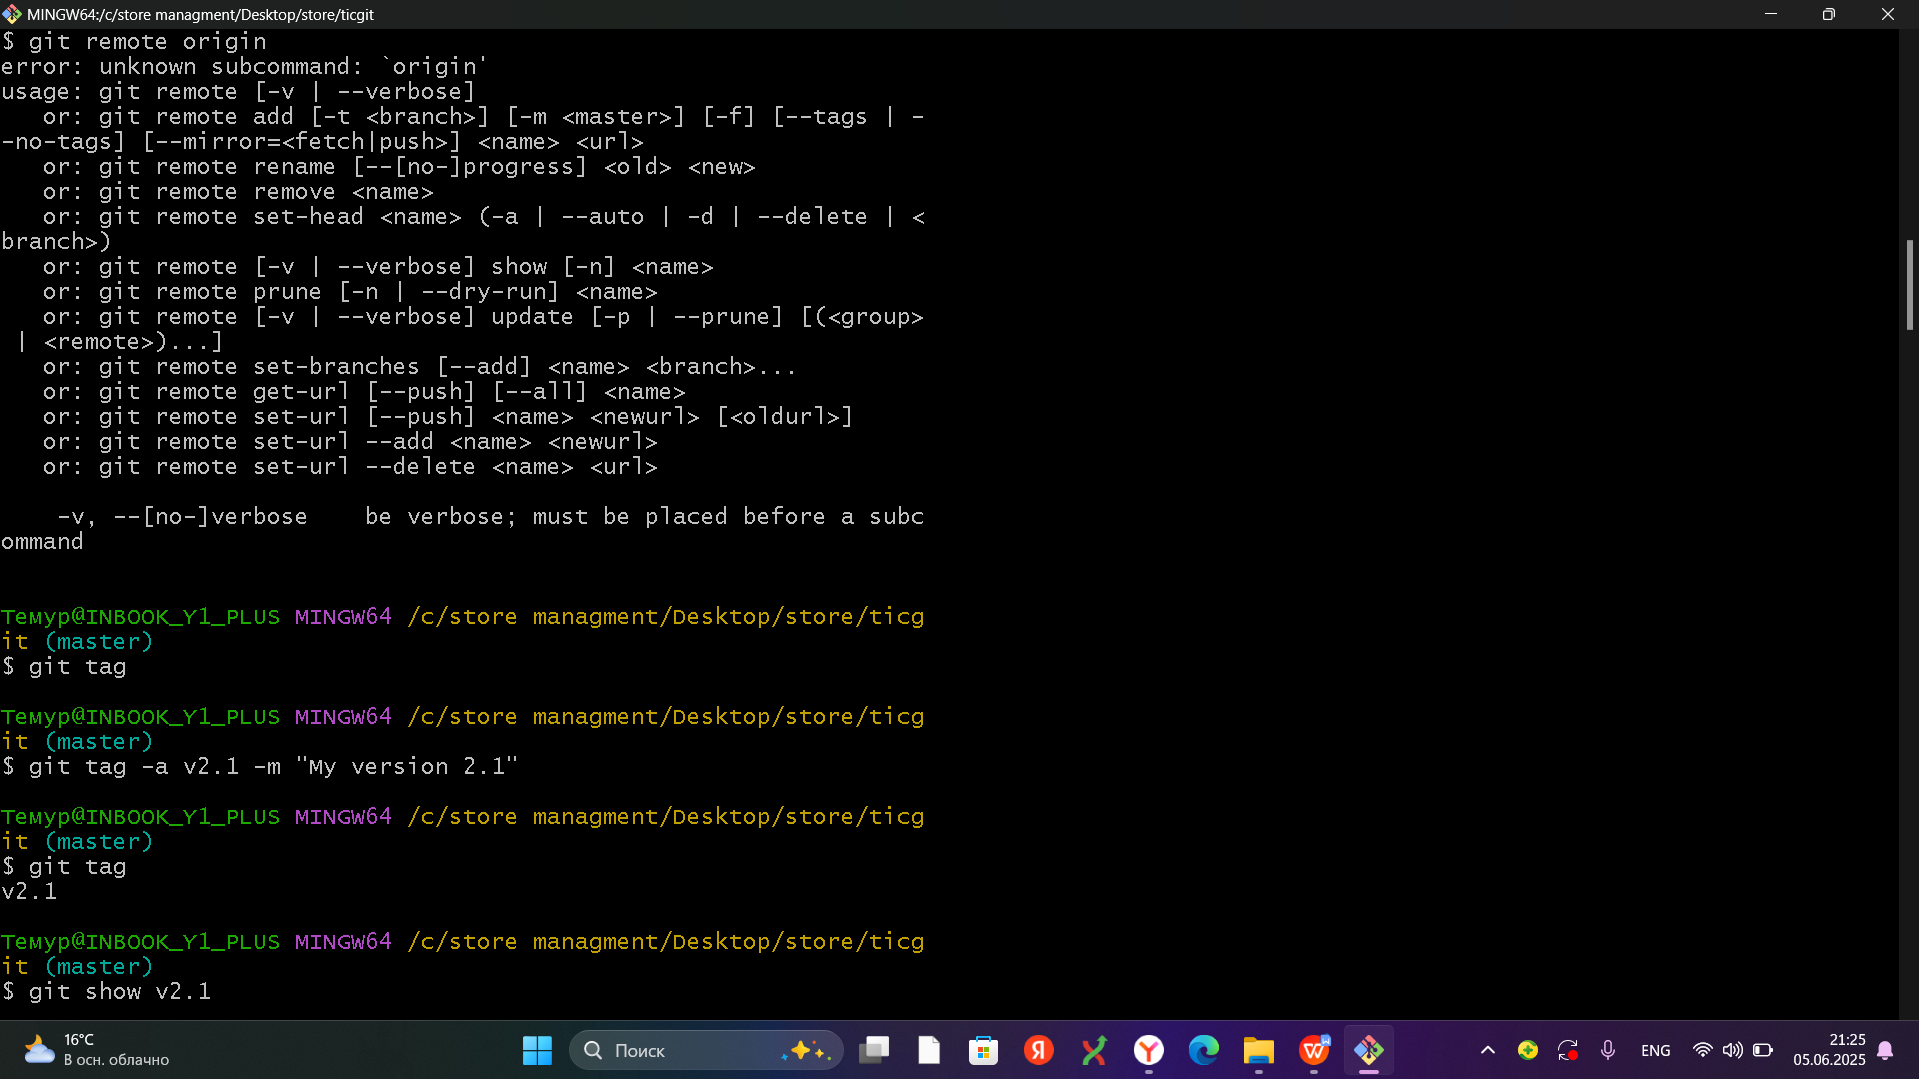 MINGW64:/c/store managment/Desktop/store/ticgit
$ git remote origin
error: unknown subcommand: `origin'
usage: git remote [-v | --verbose]
   or: git remote add [-t <branch>] [-m <master>] [-f] [--tags | -
-no-tags] [--mirror=<fetch|push>] <name> <url>
   or: git remote rename [--[no-]progress] <old> <new>
   or: git remote remove <name>
   or: git remote set-head <name> (-a | --auto | -d | --delete | <
branch>)
   or: git remote [-v | --verbose] show [-n] <name>
   or: git remote prune [-n | --dry-run] <name>
   or: git remote [-v | --verbose] update [-p | --prune] [(<group>
 | <remote>)...]
   or: git remote set-branches [--add] <name> <branch>...
   or: git remote get-url [--push] [--all] <name>
   or: git remote set-url [--push] <name> <newurl> [<oldurl>]
   or: git remote set-url --add <name> <newurl>
   or: git remote set-url --delete <name> <url>
    -v, --[no-]verbose    be verbose; must be placed before a subc
ommand
Темур@INBOOK_Y1_PLUS MINGW64 /c/store managment/Desktop/store/ticg
it (master)
$ git tag
Темур@INBOOK_Y1_PLUS MINGW64 /c/store managment/Desktop/store/ticg
it (master)
$ git tag -a v2.1 -m "My version 2.1"
Темур@INBOOK_Y1_PLUS MINGW64 /c/store managment/Desktop/store/ticg
it (master)
$ git tag
v2.1
Темур@INBOOK_Y1_PLUS MINGW64 /c/store managment/Desktop/store/ticg
it (master)
$ git show v2.1
16°C
В осн. облачно
Поиск
ENG
21:25
05.06.2025